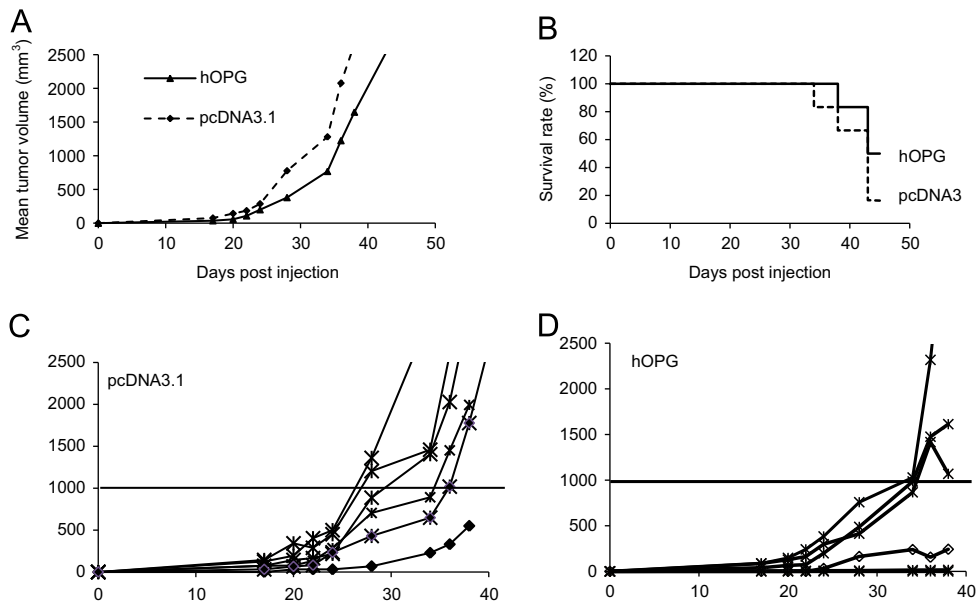 A
Mean tumor volume (mm3)
2500
2000
1500
1000
500
0
hOPG
pcDNA3.1
0 10 20 30 40 50
Days post injection
B
Survival rate (%)
120
100
80
60
40
20
0
hOPG
pcDNA3
0 10 20 30 40 50
Days post injection
C
pcDNA3.1
2500
2000
1500
1000
500
0
0 10 20 30 40
D
hOPG
2500
2000
1500
1000
500
0
0 10 20 30 40